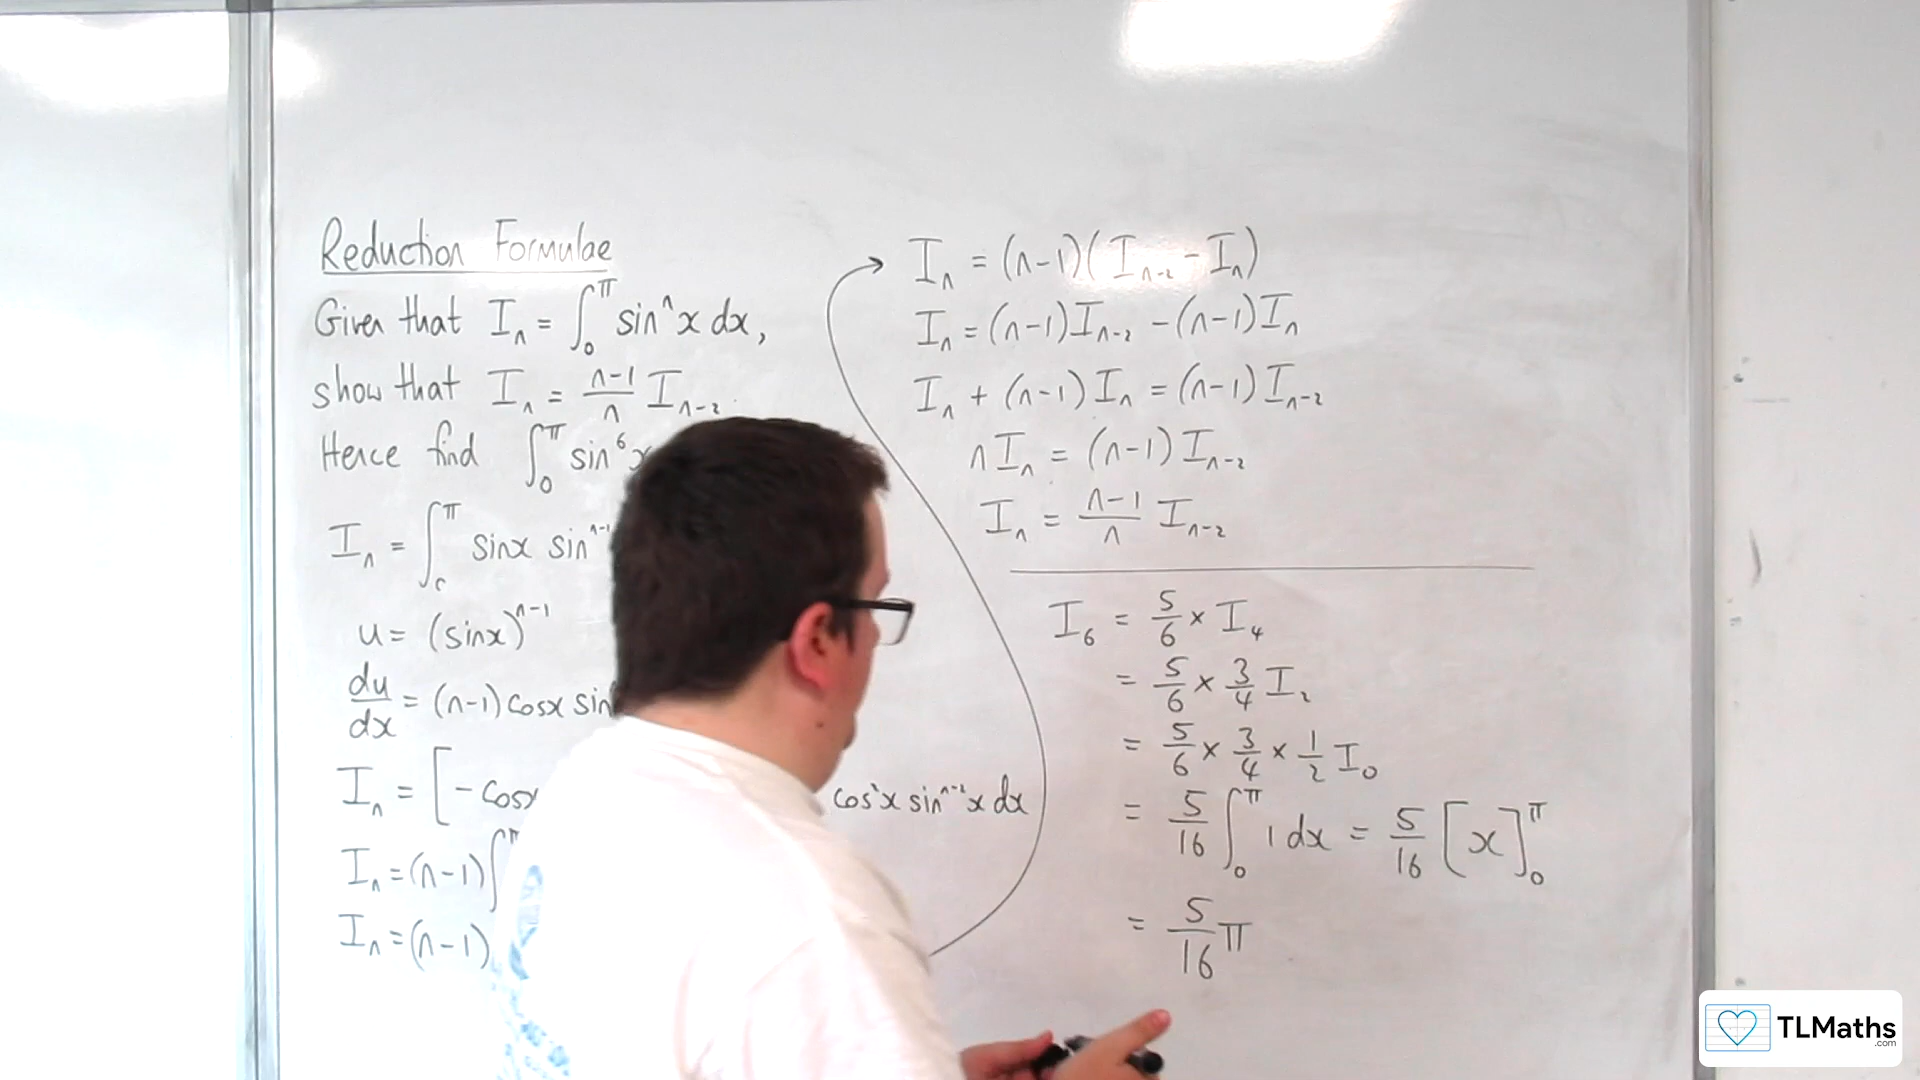 Reduction Formulae
Given that Iₙ = ∫₀^π sinⁿx dx,
show that Iₙ = (n-1)/n Iₙ₋₂.
Hence find ∫₀^π sin⁶x
Iₙ = ∫₀^π sinx sinⁿ⁻¹
u = (sinx)ⁿ⁻¹
du/dx = (n-1) cosx sin
Iₙ = [-cosx
cos²x sinⁿ⁻²x dx
Iₙ = (n-1) ∫^π
Iₙ = (n-1)
Iₙ = (n-1)(Iₙ₋₂ - Iₙ)
Iₙ = (n-1)Iₙ₋₂ - (n-1)Iₙ
Iₙ + (n-1)Iₙ = (n-1)Iₙ₋₂
nIₙ = (n-1)Iₙ₋₂
Iₙ = (n-1)/n Iₙ₋₂
I₆ = 5/6 × I₄
= 5/6 × 3/4 I₂
= 5/6 × 3/4 × 1/2 I₀
= 5/16 ∫₀^π 1 dx = 5/16 [x]₀^π
= 5/16 π
TLMaths
.com